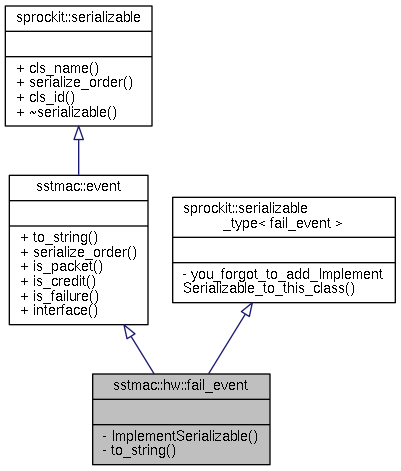 sprockit::serializable
+ cls_name()
+ serialize_order()
+ cls_id()
+ ~serializable()
sstmac::event
+ to_string()
+ serialize_order()
+ is_packet()
+ is_credit()
+ is_failure()
+ interface()
sprockit::serializable
_type< fail_event >
- you_forgot_to_add_Implement
Serializable_to_this_class()
sstmac::hw::fail_event
- ImplementSerializable()
- to_string()